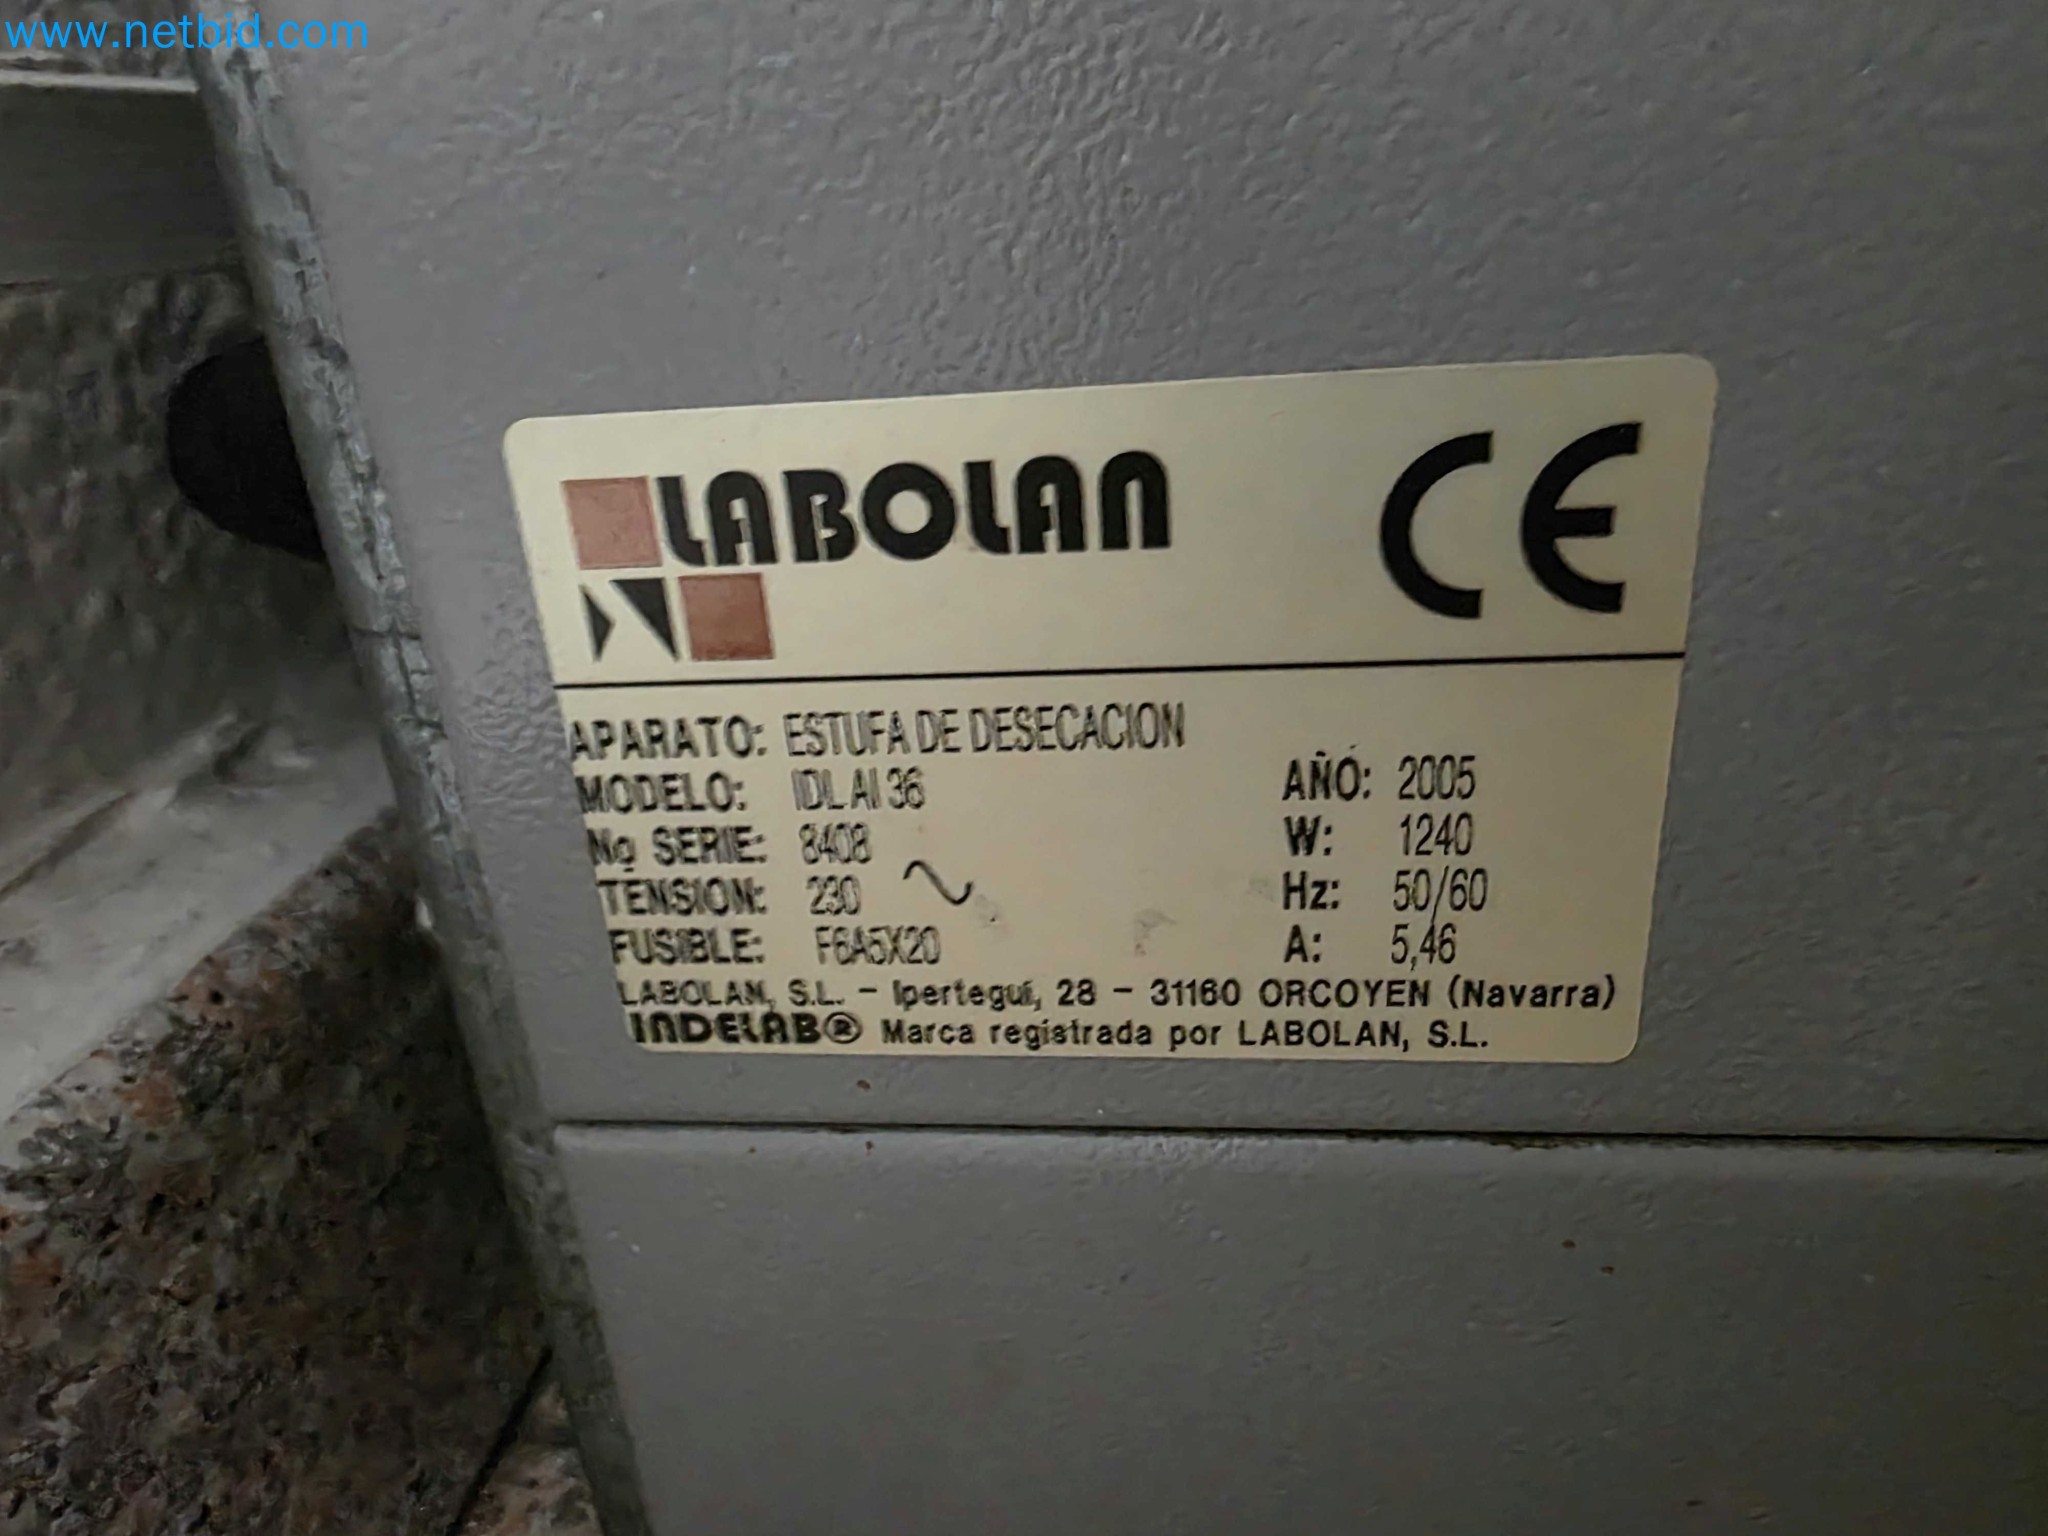 www.netbid.com
LABOLAN CE
APARATO: ESTUFA DE DESECACION
MODELO: IDL AI 36 AÑO: 2005
No SERIE: 8408 W: 1240
TENSION: 230 ~ Hz: 50/60
FUSIBLE: F6A5X20 A: 5,46
LABOLAN, S.L. - Ipertegui, 28 - 31160 ORCOYEN (Navarra)
INDELAB® Marca registrada por LABOLAN, S.L.